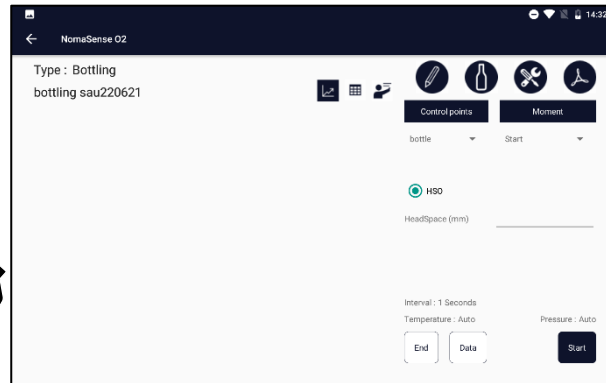 14:32
NomaSense O2
Type : Bottling
bottling sau220621
Control points
Moment
bottle
Start
HS0
HeadSpace (mm)
Interval : 1 Seconds
Temperature : Auto
Pressure : Auto
End
Data
Start